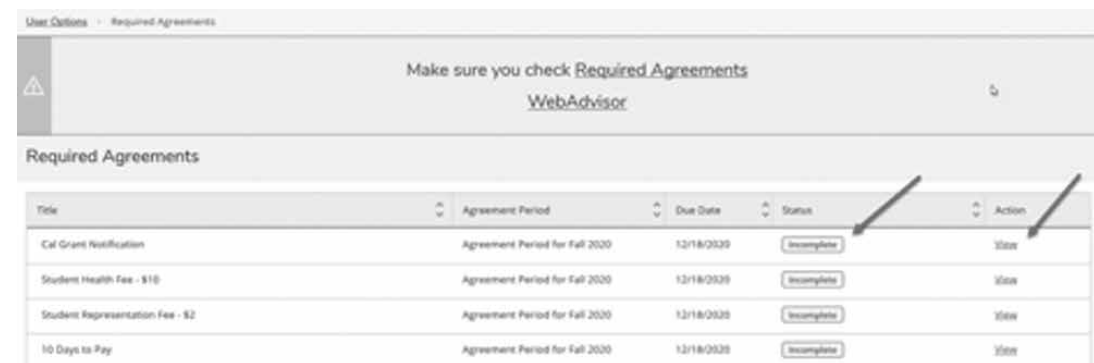 User Options > Required Agreements
Make sure you check Required Agreements
WebAdvisor
Required Agreements
Title Agreement Period Due Date Status Action
Cal Grant Notification Agreement Period for Fall 2020 12/18/2020 Incomplete View
Student Health Fee - $10 Agreement Period for Fall 2020 12/18/2020 Incomplete View
Student Representation Fee - $2 Agreement Period for Fall 2020 12/18/2020 Incomplete View
10 Days to Pay Agreement Period for Fall 2020 12/18/2020 Incomplete View